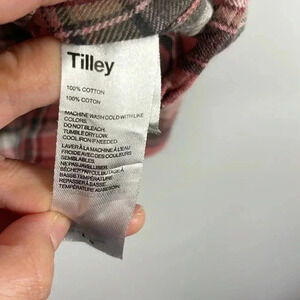 Tilley
100% COTTON
100% COTON
MACHINE WASH COLD WITH LIKE
COLORS.
DO NOT BLEACH.
TUMBLE DRY LOW.
COOL IRON IF NEEDED.
LAVER À LA MACHINE À L'EAU
FROIDE AVEC DES COULEURS
SEMBLABLES.
NE PAS JAVELLISER.
SÉCHER PAR CULBUTAGE À
BASSE TEMPÉRATURE.
REPASSER À BASSE
TEMPÉRATURE AU BESOIN.